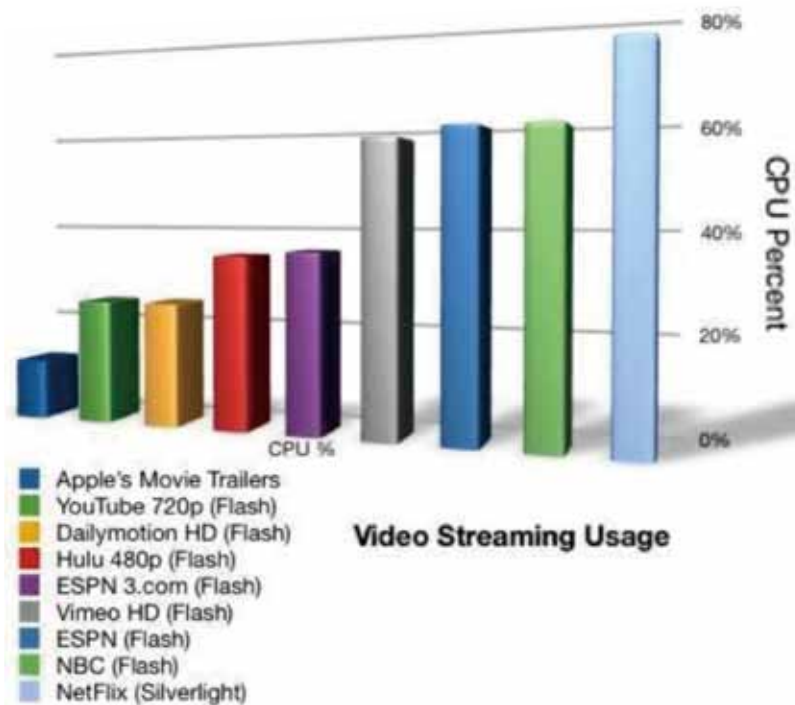 80%
60%
40%
20%
0%
CPU Percent
CPU %
Apple's Movie Trailers
YouTube 720p (Flash)
Dailymotion HD (Flash)
Hulu 480p (Flash)
ESPN 3.com (Flash)
Vimeo HD (Flash)
ESPN (Flash)
NBC (Flash)
NetFlix (Silverlight)
Video Streaming Usage